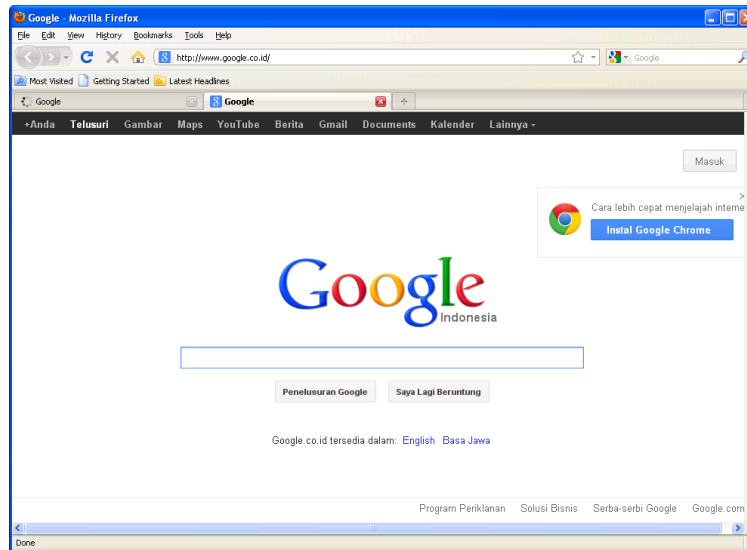 Google - Mozilla Firefox
File Edit View History Bookmarks Tools Help
http://www.google.co.id/ Google
Most Visited Getting Started Latest Headlines
Google Google
+Anda Telusuri Gambar Maps YouTube Berita Gmail Documents Kalender Lainnya
Masuk
Cara lebih cepat menjelajah interne
Instal Google Chrome
Google
Indonesia
Penelusuran Google Saya Lagi Beruntung
Google.co.id tersedia dalam: English Basa Jawa
Program Periklanan Solusi Bisnis Serba-serbi Google Google.com
Done